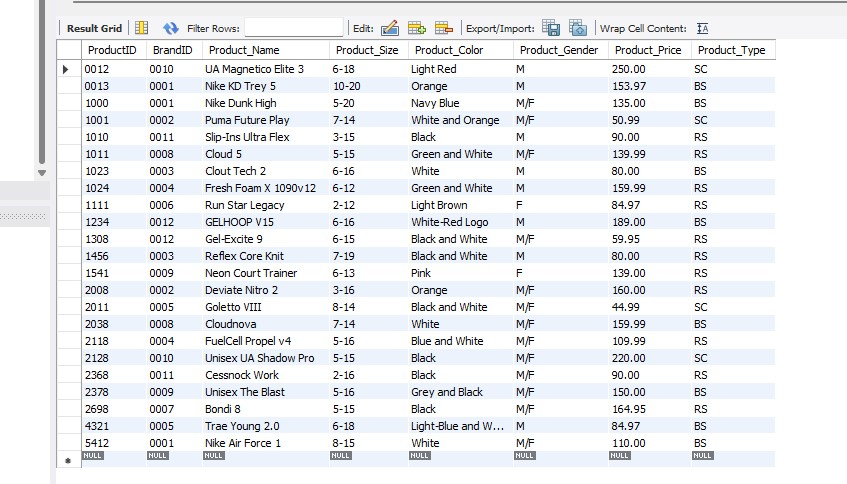 Result Grid Filter Rows: Edit: Export/Import: Wrap Cell Content: IA
ProductID BrandID Product_Name Product_Size Product_Color Product_Gender Product_Price Product_Type
0012 0010 UA Magnetico Elite 3 6-18 Light Red M 250.00 SC
0013 0001 Nike KD Trey 5 10-20 Orange M 153.97 BS
1000 0001 Nike Dunk High 5-20 Navy Blue M/F 135.00 BS
1001 0002 Puma Future Play 7-14 White and Orange M/F 50.99 SC
1010 0011 Slip-Ins Ultra Flex 3-15 Black M 90.00 RS
1011 0008 Cloud 5 5-15 Green and White M/F 139.99 RS
1023 0003 Clout Tech 2 6-16 White M 80.00 BS
1024 0004 Fresh Foam X 1090v12 6-12 Green and White M 159.99 RS
1111 0006 Run Star Legacy 2-12 Light Brown F 84.97 RS
1234 0012 GELHOOP V15 6-16 White-Red Logo M 189.00 BS
1308 0012 Gel-Excite 9 6-15 Black and White M/F 59.95 RS
1456 0003 Reflex Core Knit 7-19 Black and White M 80.00 RS
1541 0009 Neon Court Trainer 6-13 Pink F 139.00 RS
2008 0002 Deviate Nitro 2 3-16 Orange M/F 160.00 RS
2011 0005 Goletto VIII 8-14 Black and White M/F 44.99 SC
2038 0008 Cloudnova 7-14 White M/F 159.99 BS
2118 0004 FuelCell Propel v4 5-16 Blue and White M/F 109.99 RS
2128 0010 Unisex UA Shadow Pro 5-15 Black M/F 220.00 SC
2368 0011 Cessnock Work 2-16 Black M/F 90.00 RS
2378 0009 Unisex The Blast 5-16 Grey and Black M/F 150.00 BS
2698 0007 Bondi 8 5-15 Black M/F 164.95 RS
4321 0005 Trae Young 2.0 6-18 Light-Blue and W... M 84.97 BS
5412 0001 Nike Air Force 1 8-15 White M/F 110.00 BS
NULL NULL NULL NULL NULL NULL NULL NULL